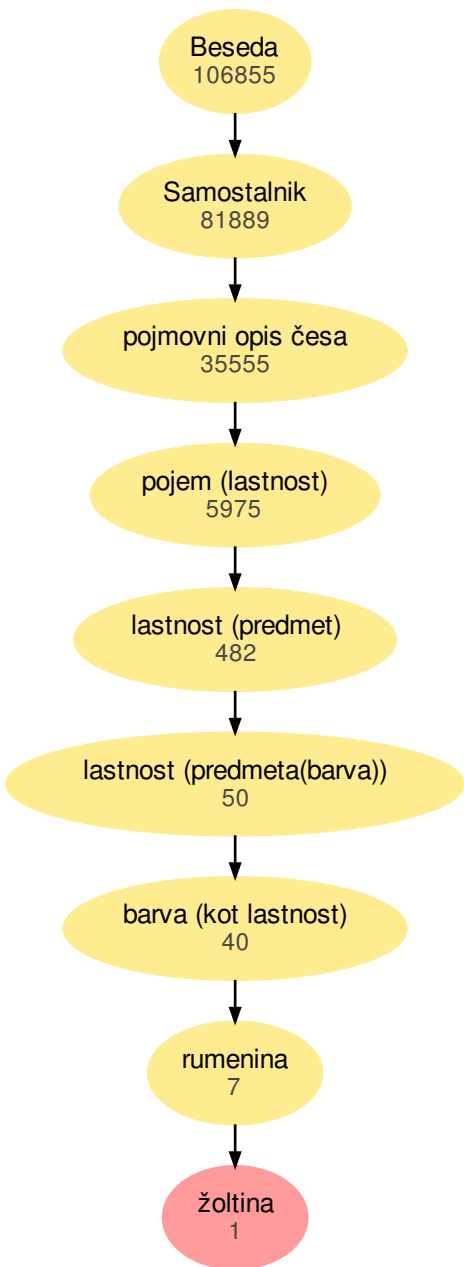 Beseda
106855
Samostalnik
81889
pojmovni opis česa
35555
pojem (lastnost)
5975
lastnost (predmet)
482
lastnost (predmeta(barva))
50
barva (kot lastnost)
40
rumenina
7
žoltina
1